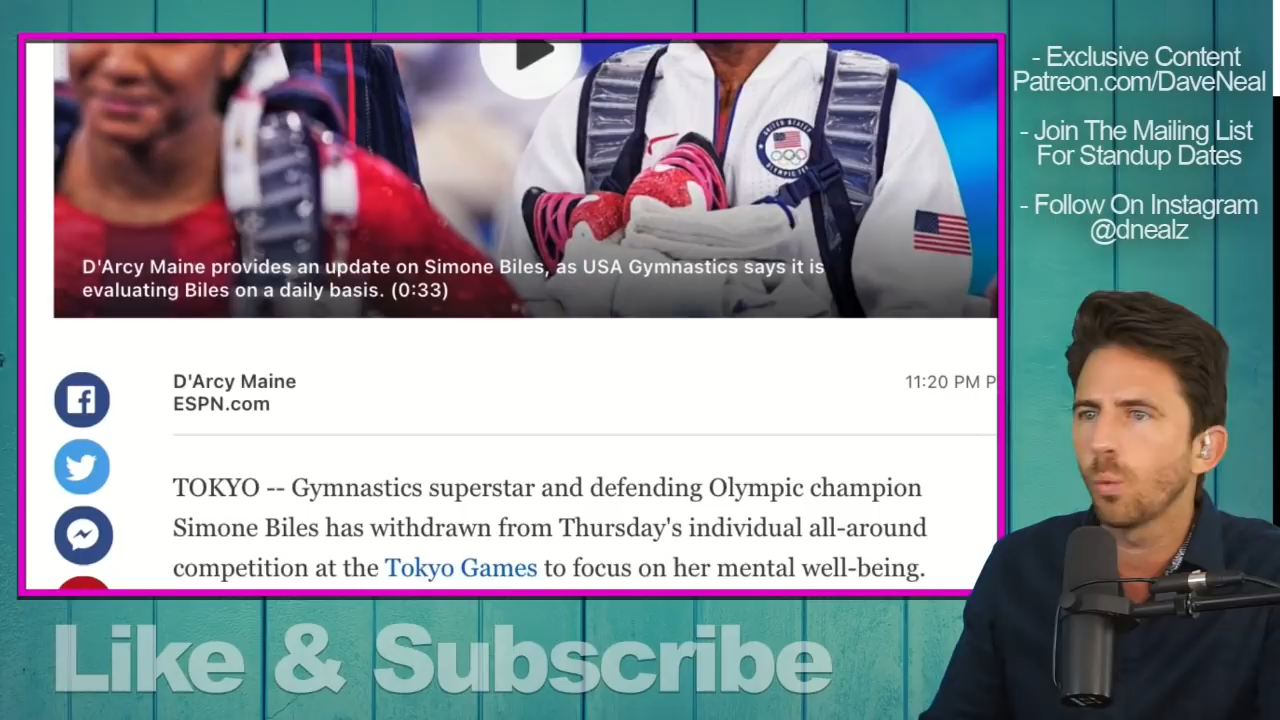 D'Arcy Maine provides an update on Simone Biles, as USA Gymnastics says it is
evaluating Biles on a daily basis. (0:33)
D'Arcy Maine
ESPN.com
11:20 PM P
TOKYO -- Gymnastics superstar and defending Olympic champion
Simone Biles has withdrawn from Thursday's individual all-around
competition at the Tokyo Games to focus on her mental well-being.
- Exclusive Content
Patreon.com/DaveNeal
- Join The Mailing List
For Standup Dates
- Follow On Instagram
@dnealz
Like & Subscribe